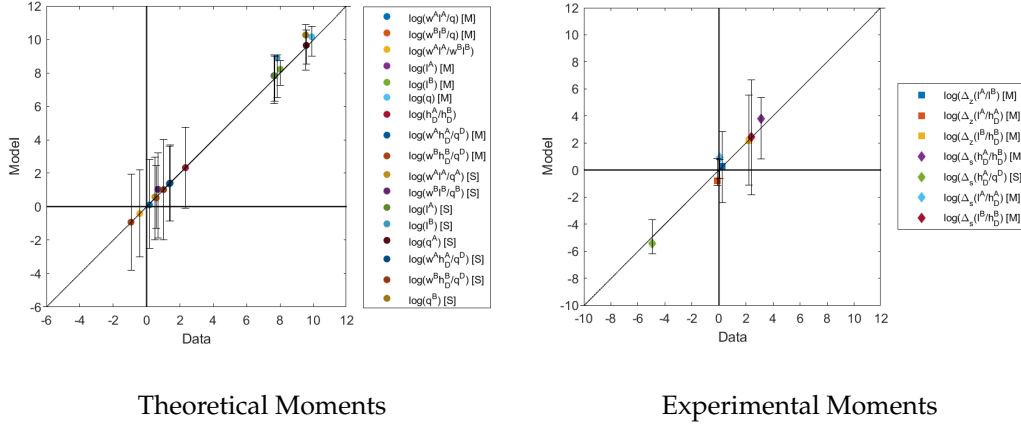 12
10
8
6
4
2
0
-2
-4
-6
Model
-6 -4 -2 0 2 4 6 8 10 12
Data
log(w^A l^A/q) [M]
log(w^B l^B/q) [M]
log(w^A l^A/w^B l^B)
log(l^A) [M]
log(l^B) [M]
log(q) [M]
log(h_D^A/h_D^B)
log(w^A h_D^A/q^D) [M]
log(w^B h_D^B/q^D) [M]
log(w^A l^A/q^A) [S]
log(w^B l^B/q^B) [S]
log(l^A) [S]
log(l^B) [S]
log(q^A) [S]
log(w^A h_D^A/q^D) [S]
log(w^B h_D^B/q^D) [S]
log(q^B) [S]
Theoretical Moments
12
10
8
6
4
2
0
-2
-4
-6
-8
-10
Model
-10 -8 -6 -4 -2 0 2 4 6 8 10 12
Data
log(Δ_z(l^A/l^B) [M]
log(Δ_z(l^A/h_D^A) [M]
log(Δ_z(l^B/h_D^B) [M]
log(Δ_s(h_D^A/h_D^B) [M]
log(Δ_s(h_D^A/q^D) [S]
log(Δ_s(l^A/h_D^A) [M]
log(Δ_s(l^B/h_D^B) [M]
Experimental Moments